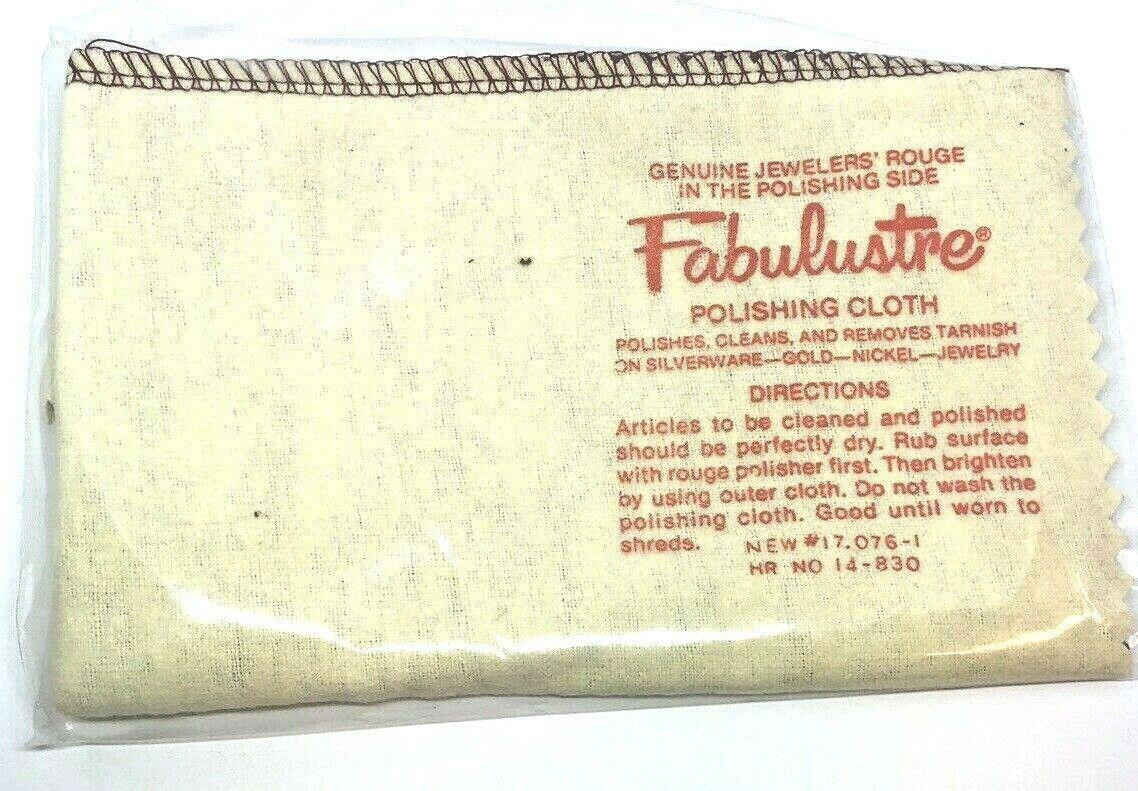 GENUINE JEWELERS' ROUGE
IN THE POLISHING SIDE
Fabulustre®
POLISHING CLOTH
POLISHES, CLEANS, AND REMOVES TARNISH
ON SILVERWARE—GOLD—NICKEL—JEWELRY
DIRECTIONS
Articles to be cleaned and polished
should be perfectly dry. Rub surface
with rouge polisher first. Then brighten
by using outer cloth. Do not wash the
polishing cloth. Good until worn to
shreds. NEW #17.076-1
HR NO 14-830